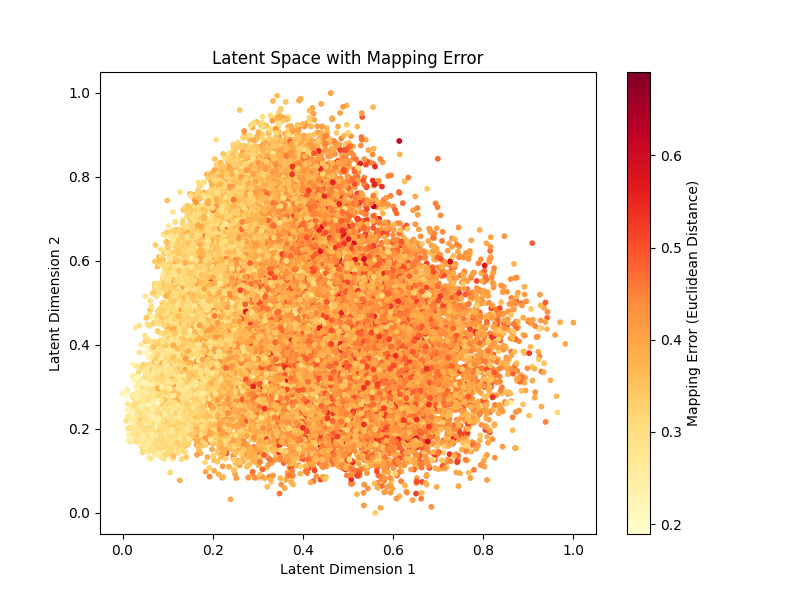 Latent Space with Mapping Error
1.0
0.8
0.6
0.4
0.2
0.0
Latent Dimension 2
0.0 0.2 0.4 0.6 0.8 1.0
Latent Dimension 1
0.6
0.5
0.4
0.3
0.2
Mapping Error (Euclidean Distance)